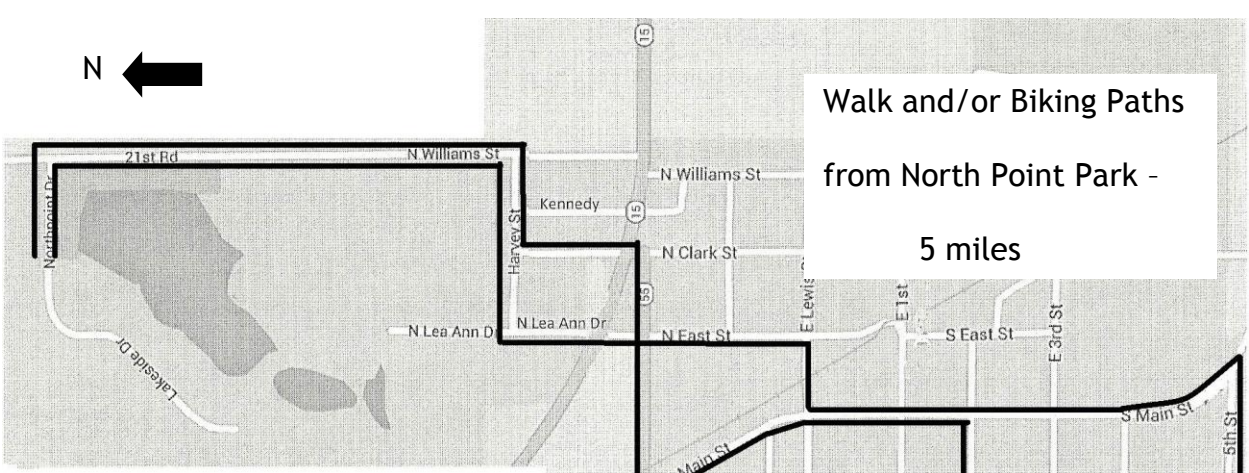 15
N
Walk and/or Biking Paths
from North Point Park –
5 miles
21st Rd
N Williams St
N Williams St
Northpoint Dr
Kennedy
15
Harvey St
N Clark St
55
E Lewis
E 1st
N Lea Ann D
N Lea Ann Dr
N East St
S East St
E 3rd St
Lakeside Dr
S Main St
Main St
5th St